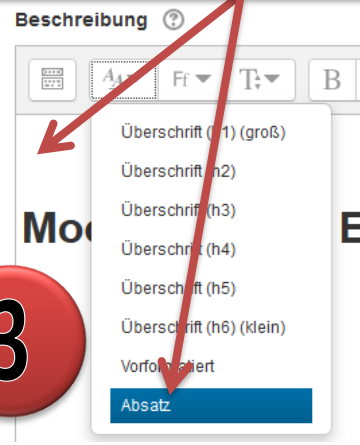 Beschreibung ?
Ff T B
Überschrift (h1) (groß)
Überschrift (h2)
Überschrift (h3)
Moo E
Überschrift (h4)
Überschrift (h5)
Überschrift (h6) (klein)
3
Vorformatiert
Absatz